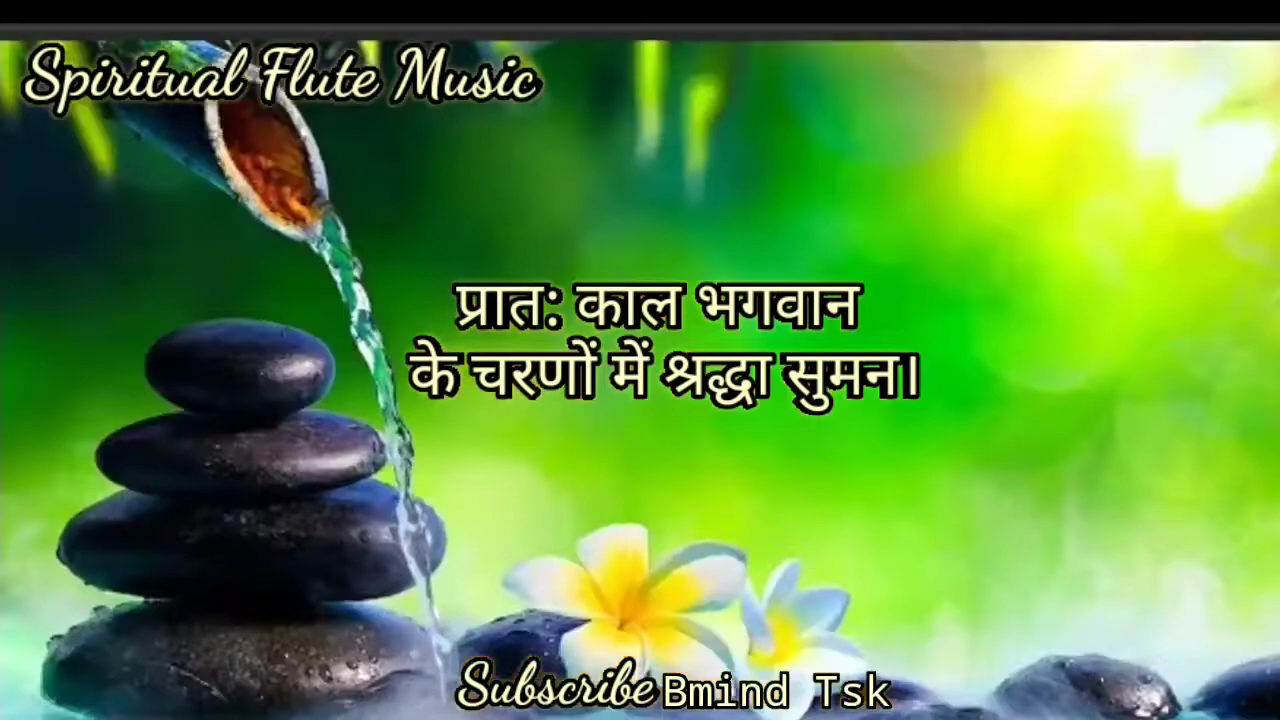 Spiritual Flute Music
प्रात: काल भगवान
के चरणों में श्रद्धा सुमन।
Subscribe Bmind Tsk